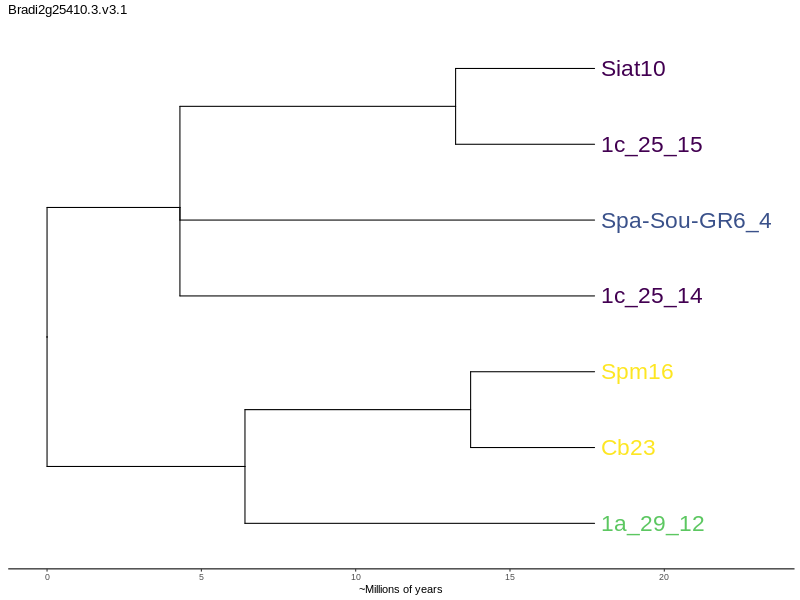 Bradi2g25410.3.v3.1
Siat10
1c_25_15
Spa-Sou-GR6_4
1c_25_14
Spm16
Cb23
1a_29_12
0 5 10 15 20
~Millions of years